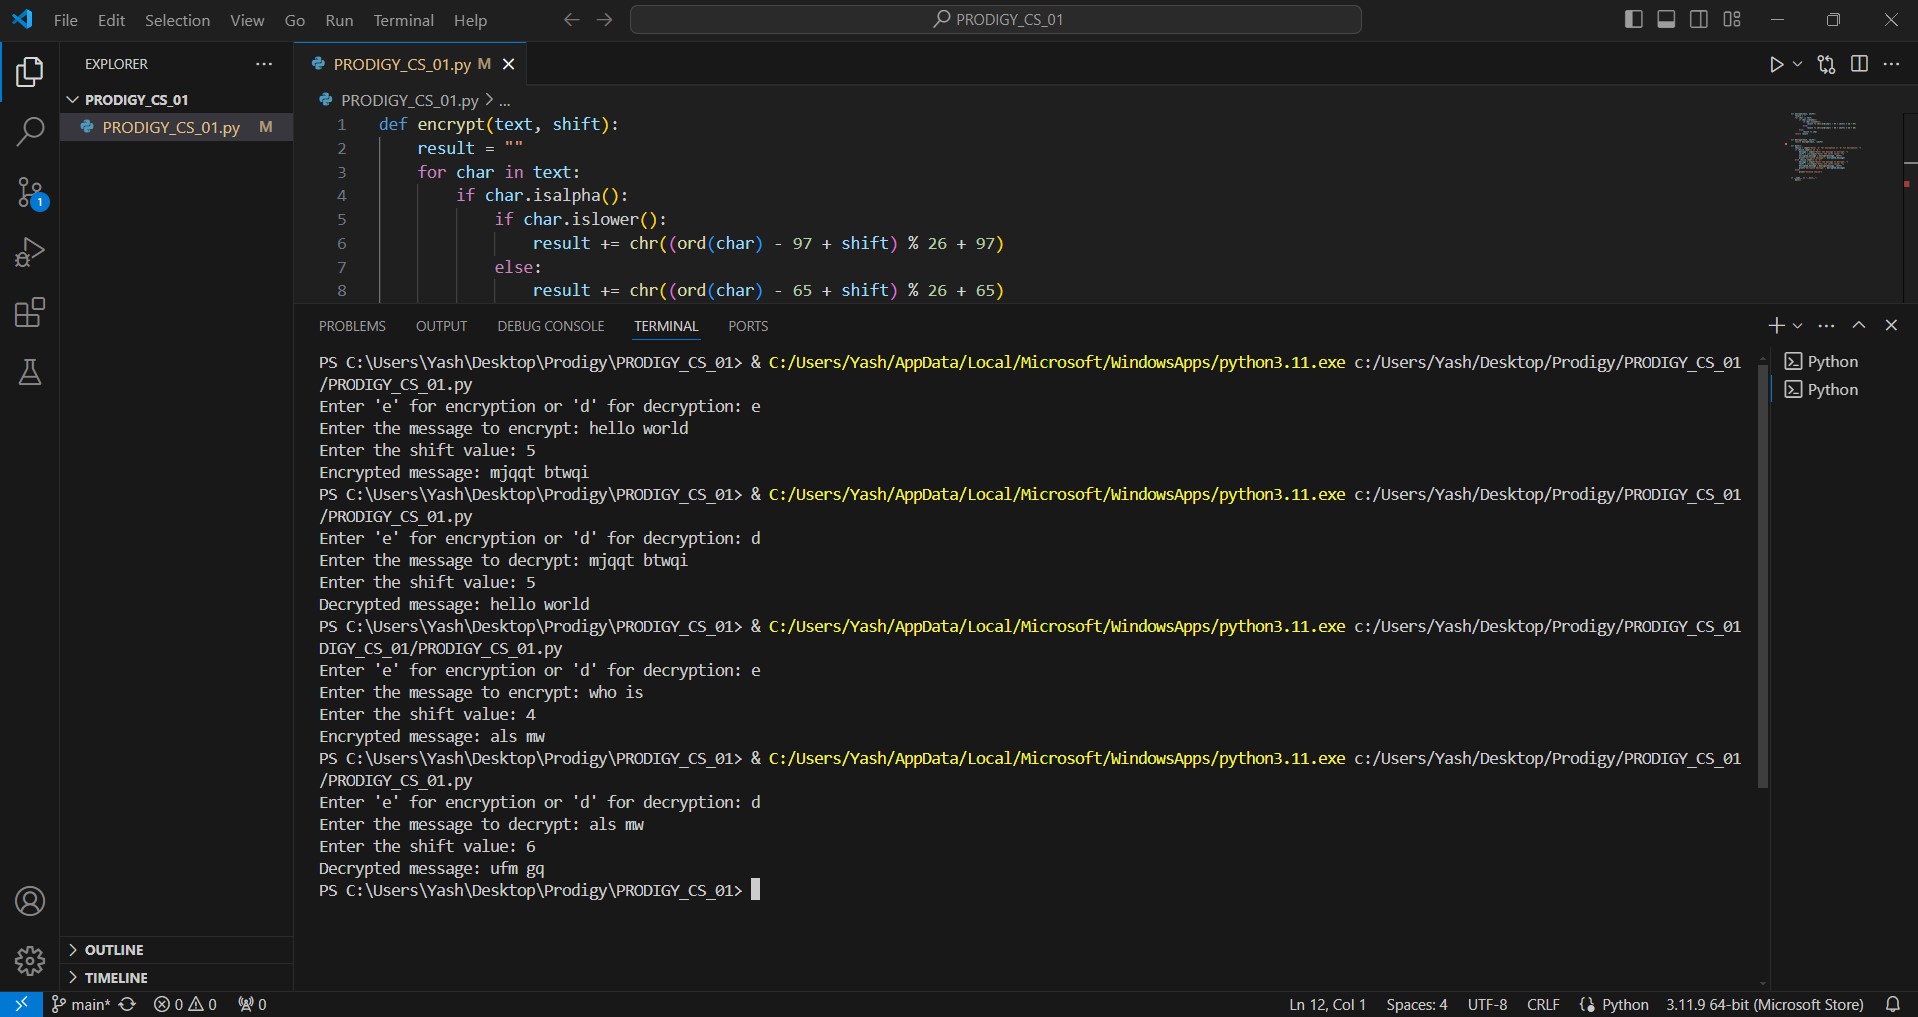 File Edit Selection View Go Run Terminal Help
PRODIGY_CS_01
EXPLORER
PRODIGY_CS_01
PRODIGY_CS_01.py M
1
OUTLINE
TIMELINE
PRODIGY_CS_01.py M
PRODIGY_CS_01.py > ...
1 def encrypt(text, shift):
2 result = ""
3 for char in text:
4 if char.isalpha():
5 if char.islower():
6 result += chr((ord(char) - 97 + shift) % 26 + 97)
7 else:
8 result += chr((ord(char) - 65 + shift) % 26 + 65)
PROBLEMS OUTPUT DEBUG CONSOLE TERMINAL PORTS
PS C:\Users\Yash\Desktop\Prodigy\PRODIGY_CS_01> & C:/Users/Yash/AppData/Local/Microsoft/WindowsApps/python3.11.exe c:/Users/Yash/Desktop/Prodigy/PRODIGY_CS_01
/PRODIGY_CS_01.py
Enter 'e' for encryption or 'd' for decryption: e
Enter the message to encrypt: hello world
Enter the shift value: 5
Encrypted message: mjqqt btwqi
PS C:\Users\Yash\Desktop\Prodigy\PRODIGY_CS_01> & C:/Users/Yash/AppData/Local/Microsoft/WindowsApps/python3.11.exe c:/Users/Yash/Desktop/Prodigy/PRODIGY_CS_01
/PRODIGY_CS_01.py
Enter 'e' for encryption or 'd' for decryption: d
Enter the message to decrypt: mjqqt btwqi
Enter the shift value: 5
Decrypted message: hello world
PS C:\Users\Yash\Desktop\Prodigy\PRODIGY_CS_01> & C:/Users/Yash/AppData/Local/Microsoft/WindowsApps/python3.11.exe c:/Users/Yash/Desktop/Prodigy/PRODIGY_CS_01
DIGY_CS_01/PRODIGY_CS_01.py
Enter 'e' for encryption or 'd' for decryption: e
Enter the message to encrypt: who is
Enter the shift value: 4
Encrypted message: als mw
PS C:\Users\Yash\Desktop\Prodigy\PRODIGY_CS_01> & C:/Users/Yash/AppData/Local/Microsoft/WindowsApps/python3.11.exe c:/Users/Yash/Desktop/Prodigy/PRODIGY_CS_01
/PRODIGY_CS_01.py
Enter 'e' for encryption or 'd' for decryption: d
Enter the message to decrypt: als mw
Enter the shift value: 6
Decrypted message: ufm gq
PS C:\Users\Yash\Desktop\Prodigy\PRODIGY_CS_01>
Python
Python
main* 0 0 0 Ln 12, Col 1 Spaces: 4 UTF-8 CRLF Python 3.11.9 64-bit (Microsoft Store)